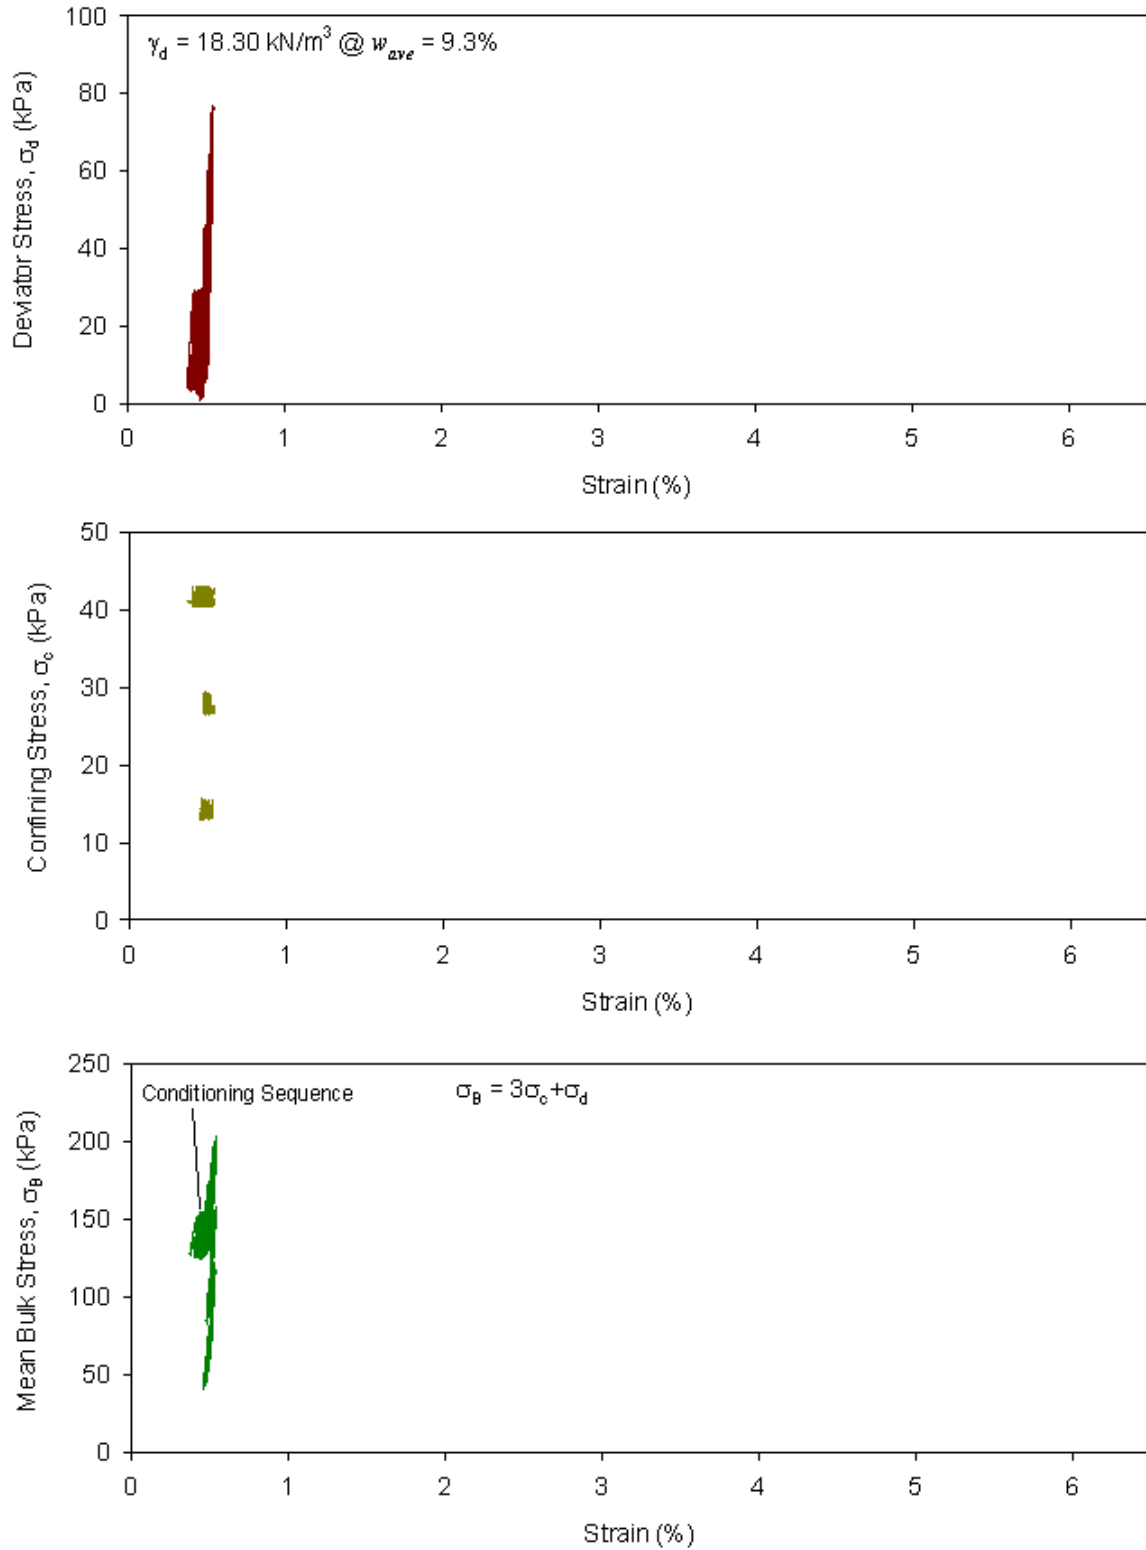 100
γd = 18.30 kN/m³ @ wave = 9.3%
80
60
40
20
0
Deviator Stress, σd (kPa)
0 1 2 3 4 5 6
Strain (%)
50
40
30
20
10
0
Confining Stress, σc (kPa)
0 1 2 3 4 5 6
Strain (%)
250
Conditioning Sequence σB = 3σc+σd
200
150
100
50
0
Mean Bulk Stress, σB (kPa)
0 1 2 3 4 5 6
Strain (%)